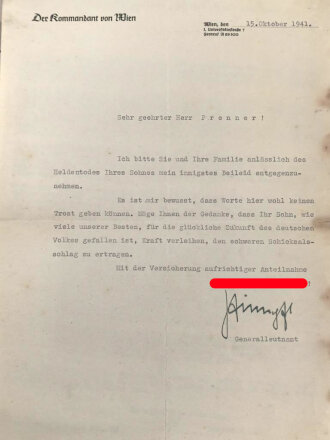 Der Kommandant von Wien
Wien, den 15.Oktober 1941.
I. Universitätsstraße 7
Sehr geehrter Herr P r e n n e r !
Ich bitte Sie und Ihre Familie anlässlich des
Heldentodes Ihres Sohnes mein innigstes Beileid entgegenzu-
nehmen.
Es ist mir bewusst, dass Worte hier wohl keinen
Trost geben können. Möge Ihnen der Gedanke, dass Ihr Sohn, wie
viele unserer Besten, für die glückliche Zukunft des deutschen
Volkes gefallen ist, Kraft verleihen, den schweren Schicksals-
schlag zu ertragen.
Mit der Versicherung aufrichtiger Anteilnahme
!
Generalleutnant